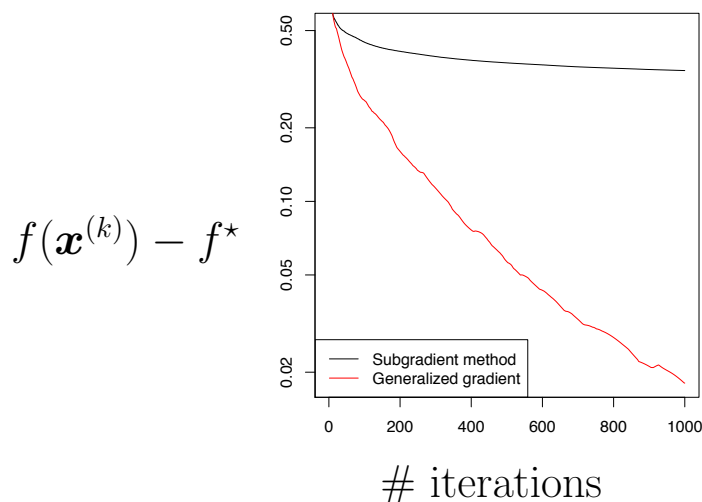 f(x^{(k)}) − f^⋆
0.50
0.20
0.10
0.05
0.02
Subgradient method
Generalized gradient
0 200 400 600 800 1000
# iterations